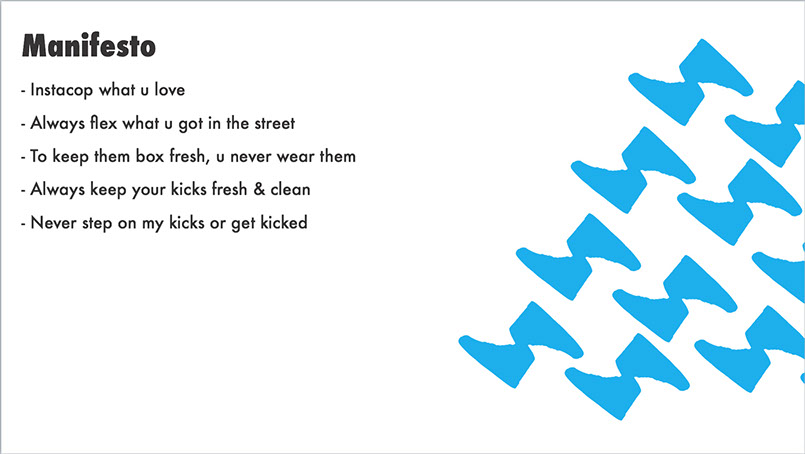 Manifesto
- Instacop what u love
- Always flex what u got in the street
- To keep them box fresh, u never wear them
- Always keep your kicks fresh & clean
- Never step on my kicks or get kicked